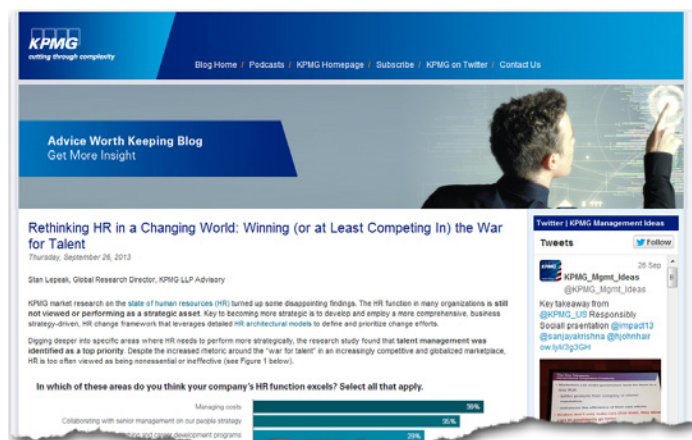 KPMG
cutting through complexity
Blog Home / Podcasts / KPMG Homepage / Subscribe / KPMG on Twitter / Contact Us
Advice Worth Keeping Blog
Get More Insight
Rethinking HR in a Changing World: Winning (or at Least Competing In) the War
for Talent
Thursday, September 26, 2013
Stan Lepeak, Global Research Director, KPMG LLP Advisory
KPMG market research on the state of human resources (HR) turned up some disappointing findings. The HR function in many organizations is still
not viewed or performing as a strategic asset. Key to becoming more strategic is to develop and employ a more comprehensive, business
strategy-driven, HR change framework that leverages detailed HR architectural models to define and prioritize change efforts.
Digging deeper into specific areas where HR needs to perform more strategically, the research study found that talent management was
identified as a top priority. Despite the increased rhetoric around the "war for talent" in an increasingly competitive and globalized marketplace,
HR is too often viewed as being nonessential or ineffective (see Figure 1 below).
In which of these areas do you think your company's HR function excels? Select all that apply.
Managing costs
Collaborating with senior management on our people strategy
35%
and career development programs
29%
Twitter | KPMG Management Ideas
Tweets
Follow
26 Sep
KPMG_Mgmt_Ideas
@KPMG_Mgmt_Ideas
Key takeaway from
@KPMG_US Responsibly
Sociall prsentation @impact13
@sanjayakrishna @hjohnhair
ow.ly/i/3g3GH